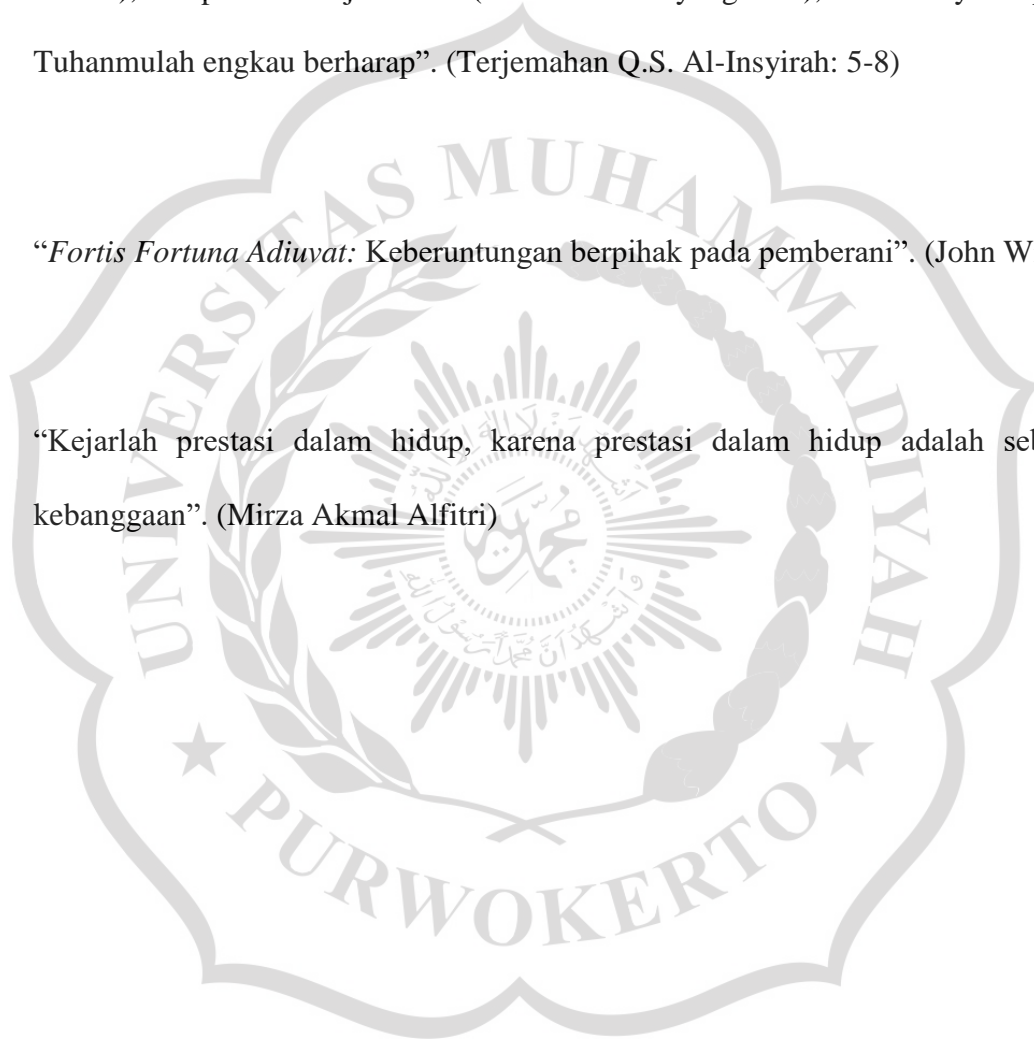 Tuhanmulah engkau berharap”. (Terjemahan Q.S. Al-Insyirah: 5-8)
“Fortis Fortuna Adiuvat: Keberuntungan berpihak pada pemberani”. (John W
“Kejarlah prestasi dalam hidup, karena prestasi dalam hidup adalah
kebanggaan”. (Mirza Akmal Alfitri)
UNIVERSITAS MUHAMMADIYAH
PURWOKERTO